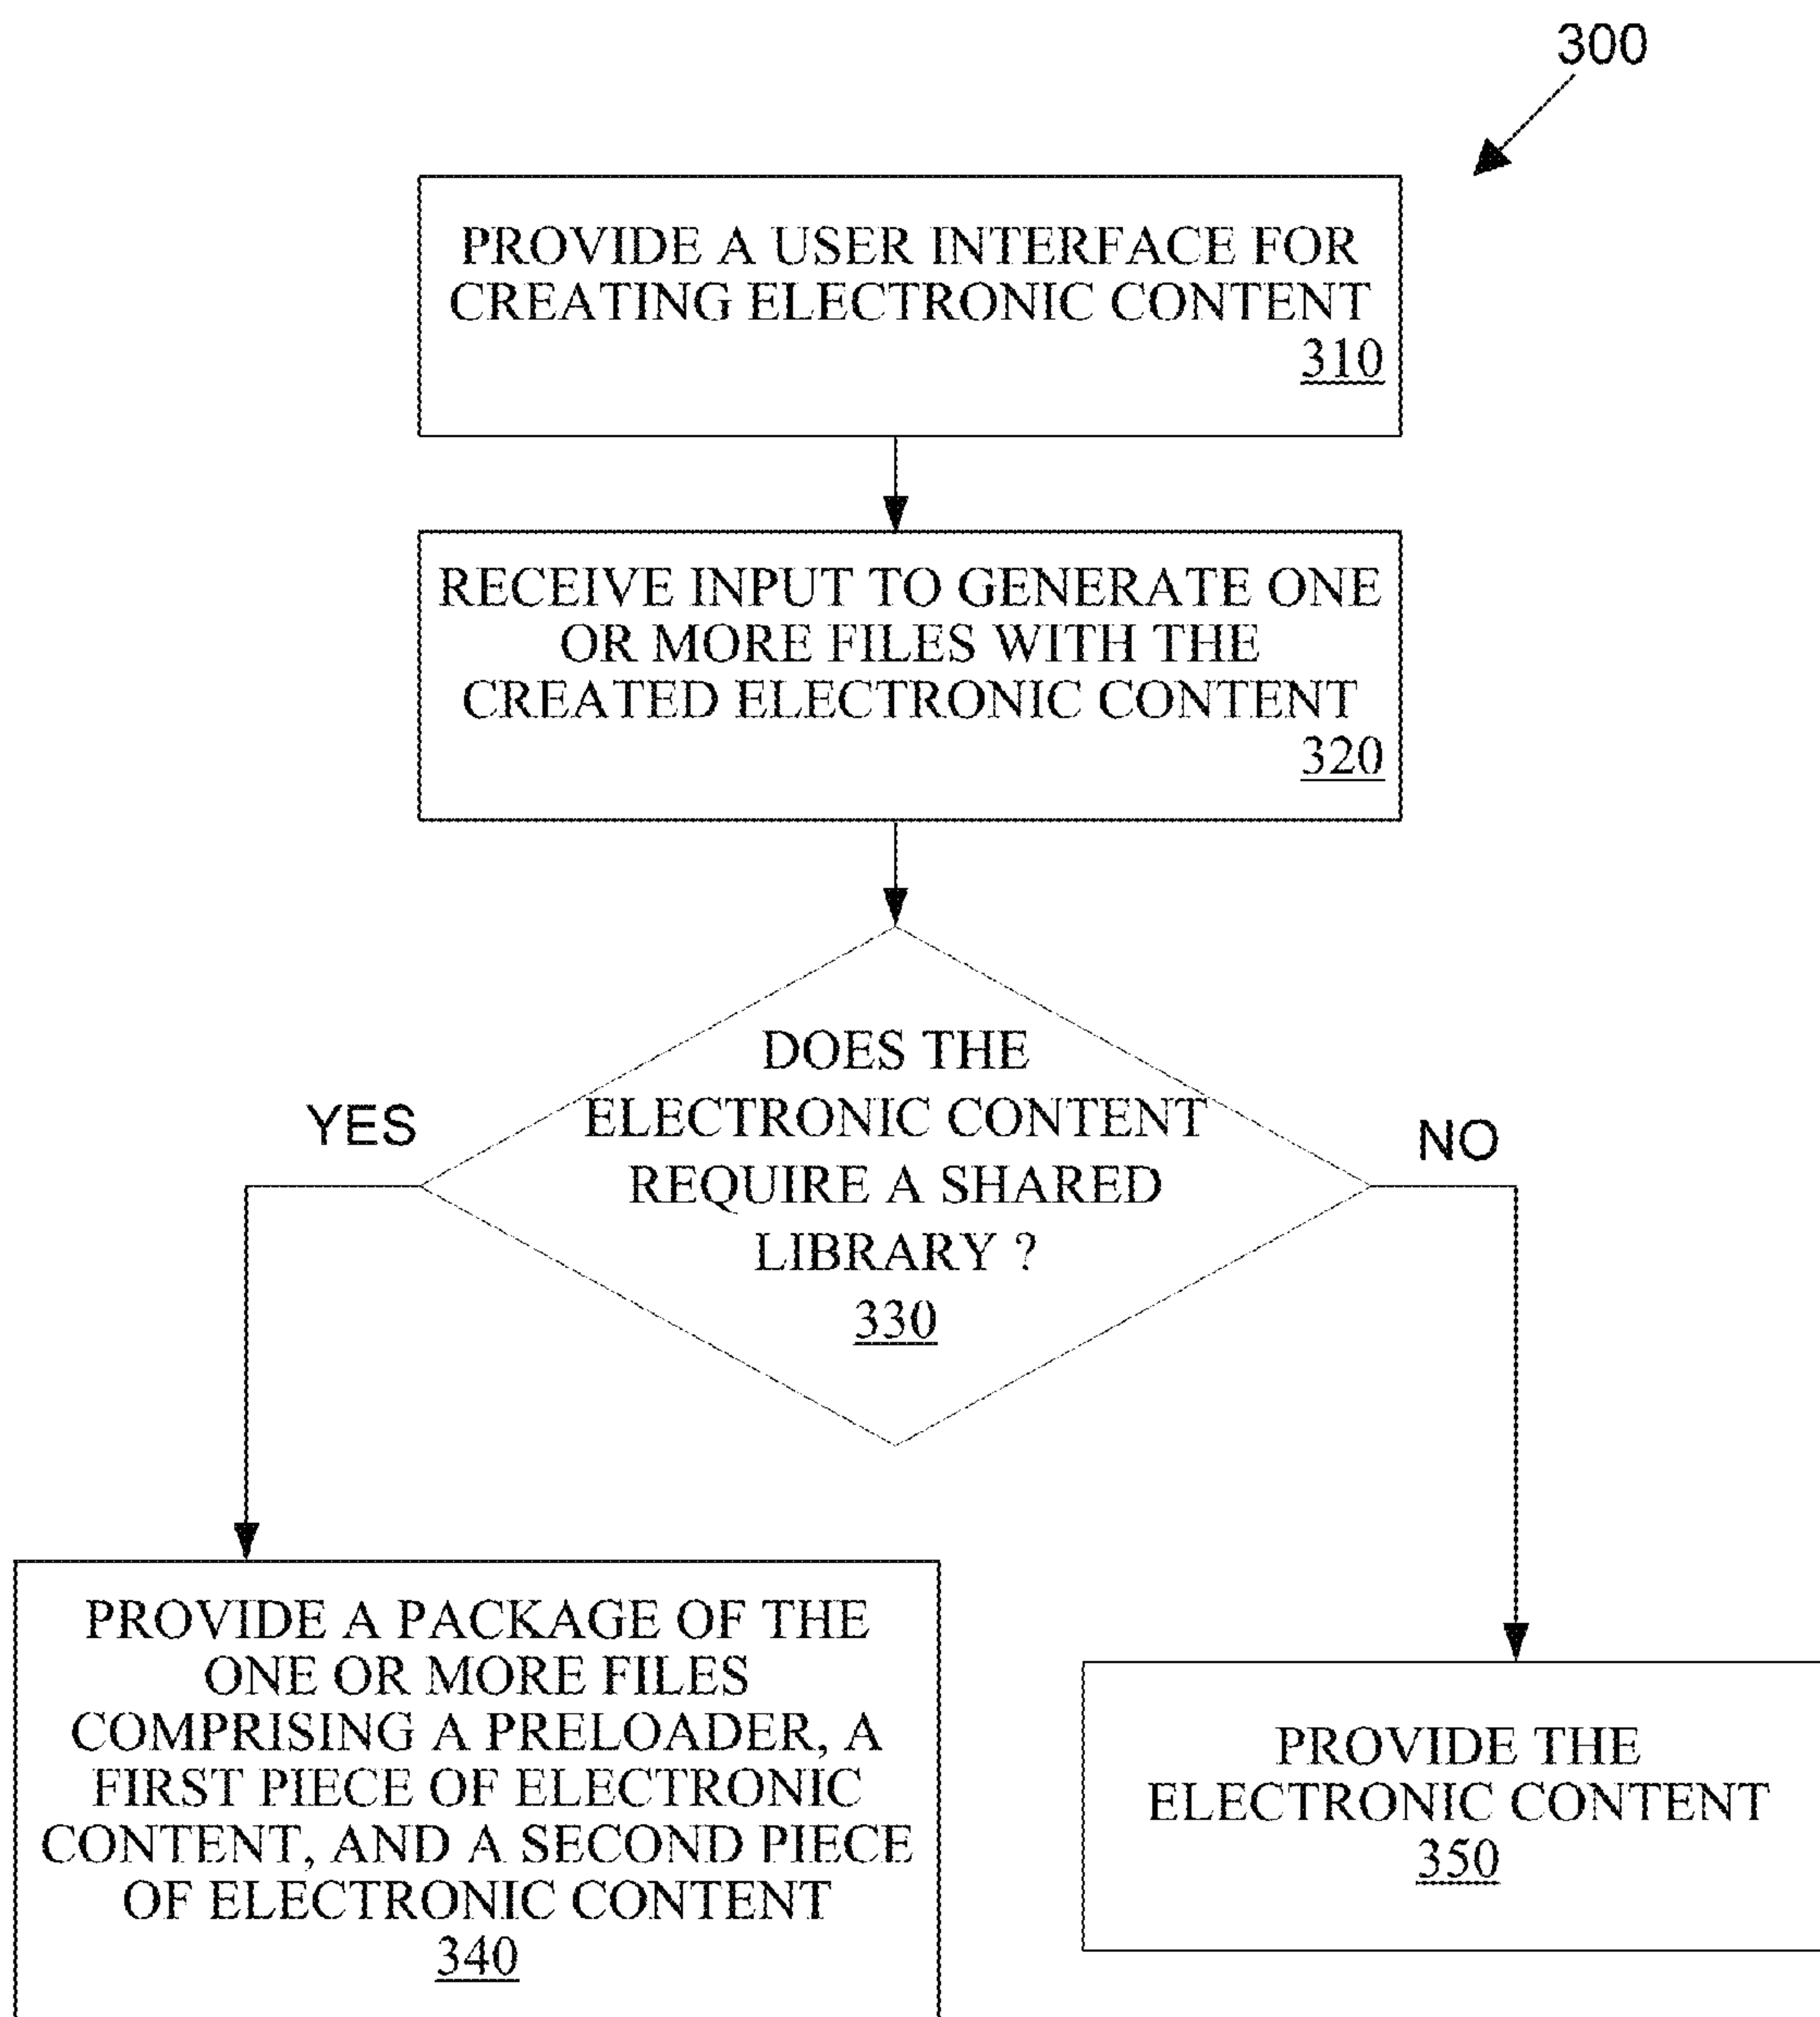 300
PROVIDE A USER INTERFACE FOR
CREATING ELECTRONIC CONTENT
310
RECEIVE INPUT TO GENERATE ONE
OR MORE FILES WITH THE
CREATED ELECTRONIC CONTENT
320
DOES THE
ELECTRONIC CONTENT
REQUIRE A SHARED
LIBRARY ?
330
YES
NO
PROVIDE A PACKAGE OF THE
ONE OR MORE FILES
COMPRISING A PRELOADER, A
FIRST PIECE OF ELECTRONIC
CONTENT, AND A SECOND PIECE
OF ELECTRONIC CONTENT
340
PROVIDE THE
ELECTRONIC CONTENT
350